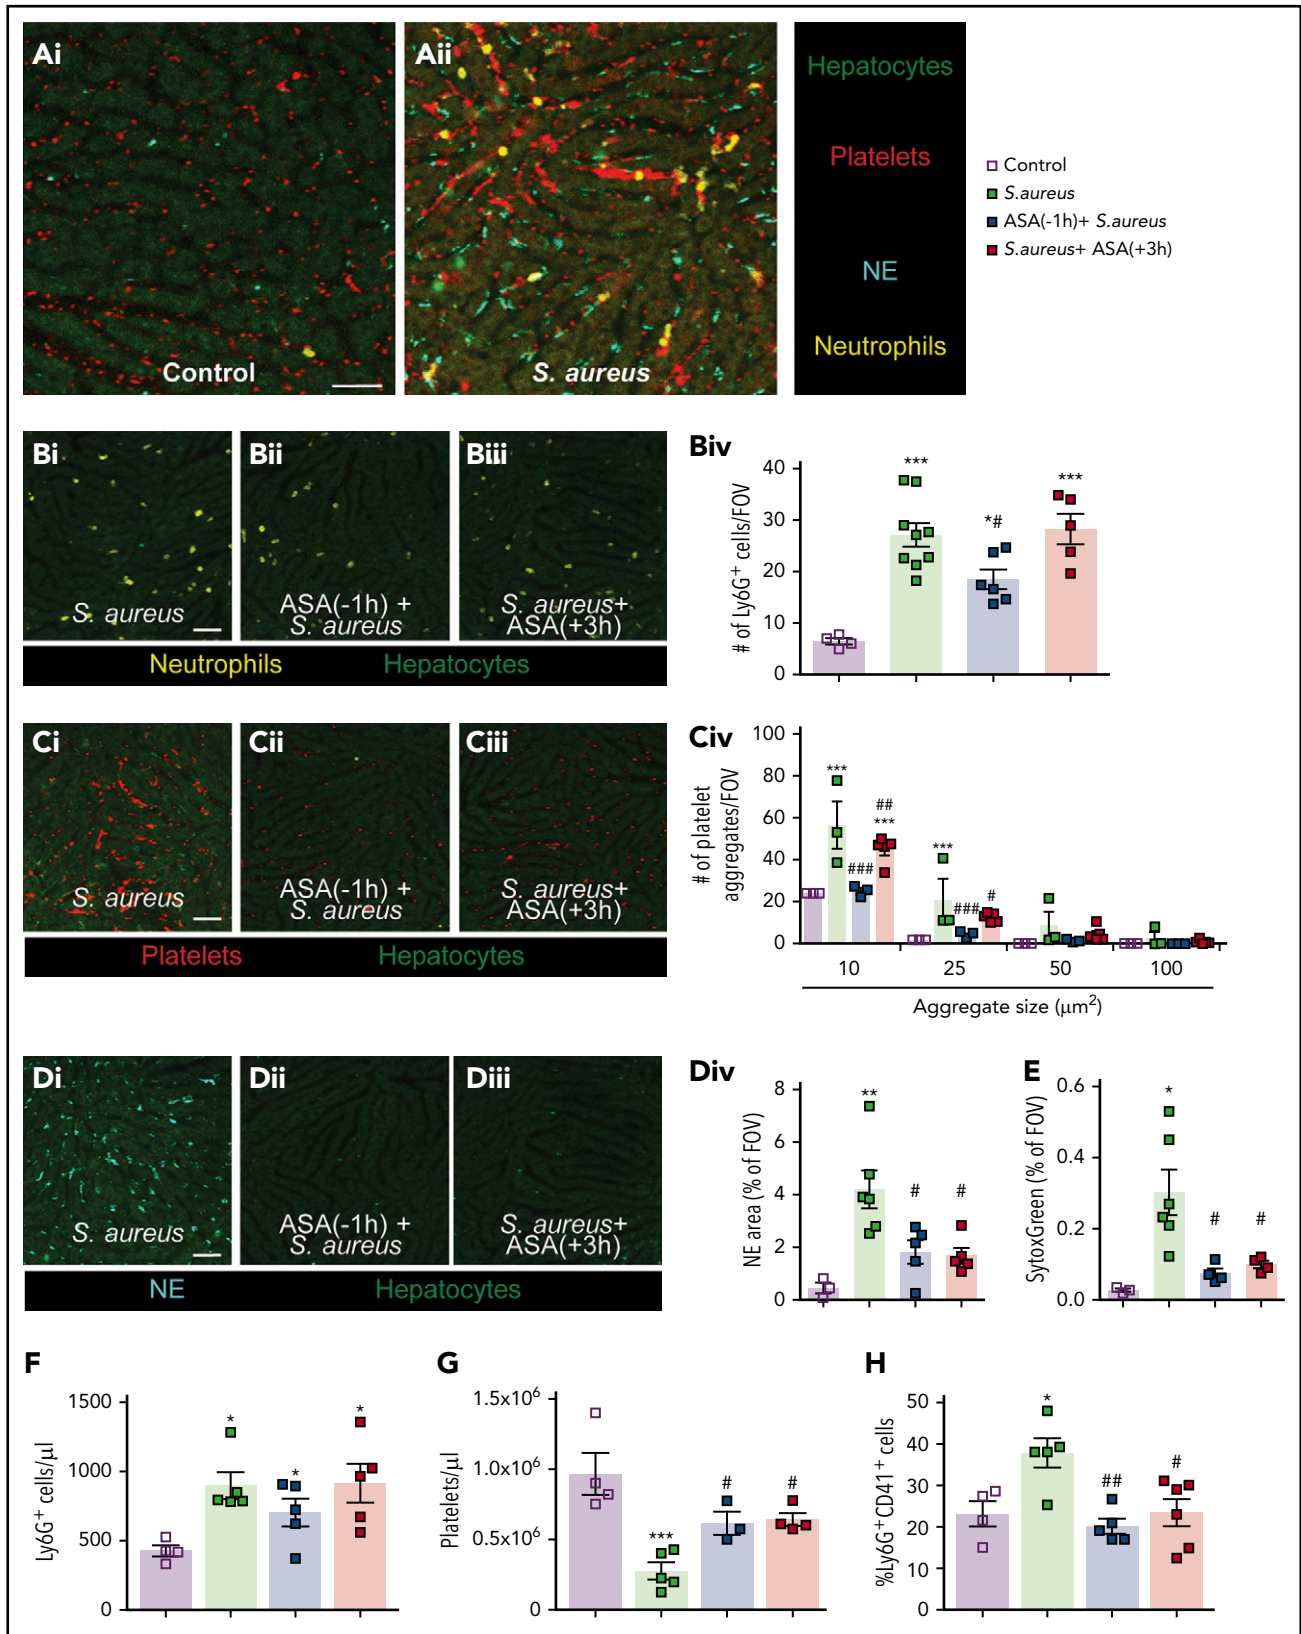 Ai
Control
Aii
S. aureus
Hepatocytes
Platelets
NE
Neutrophils
Control
S.aureus
ASA(-1h)+ S.aureus
S.aureus+ ASA(+3h)
Bi
S. aureus
Bii
ASA(-1h) +
S. aureus
Biii
S. aureus+
ASA(+3h)
Neutrophils Hepatocytes
Biv
# of Ly6G+ cells/FOV
40
30
20
10
0
***
*#
***
Ci
S. aureus
Cii
ASA(-1h) +
S. aureus
Ciii
S. aureus+
ASA(+3h)
Platelets Hepatocytes
Civ
# of platelet
aggregates/FOV
100
80
60
40
20
0
***
###
##
***
***
###
#
10 25 50 100
Aggregate size (μm²)
Di
S. aureus
Dii
ASA(-1h) +
S. aureus
Diii
S. aureus+
ASA(+3h)
NE Hepatocytes
Div
NE area (% of FOV)
8
6
4
2
0
**
#
#
E
SytoxGreen (% of FOV)
0.6
0.4
0.2
0.0
*
#
#
F
Ly6G+ cells/μl
1500
1000
500
0
*
*
*
G
Platelets/μl
1.5x10⁶
1.0x10⁶
0.5x10⁶
0
***
#
#
H
%Ly6G+CD41+ cells
50
40
30
20
10
0
*
##
#